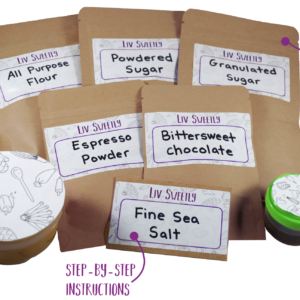 LIV SWEETLY
All Purpose
Flour
LIV SWEETLY
Powdered
Sugar
LIV SWEETLY
Granulated
Sugar
LIV SWEETLY
Espresso
Powder
LIV SWEETLY
Bittersweet
Chocolate
LIV SWEETLY
Fine Sea
Salt
STEP-BY-STEP
INSTRUCTIONS